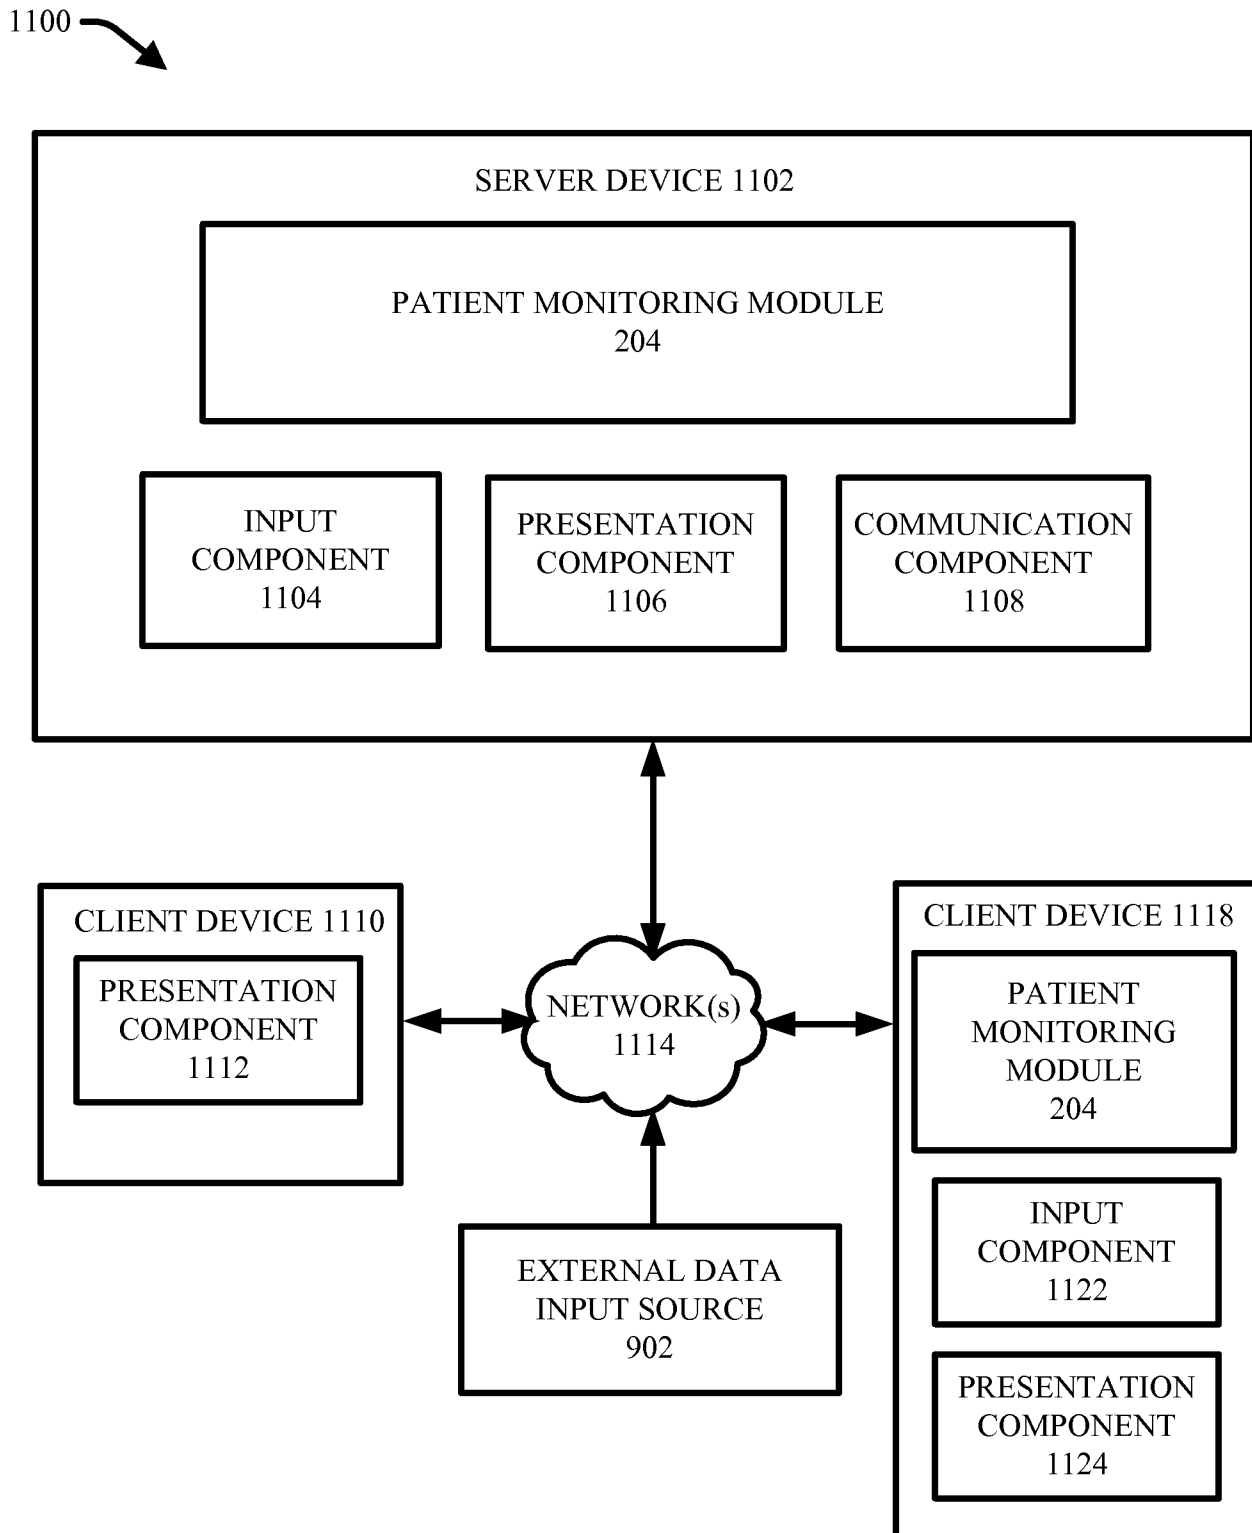 1100
SERVER DEVICE 1102
PATIENT MONITORING MODULE
204
INPUT
COMPONENT
1104
PRESENTATION
COMPONENT
1106
COMMUNICATION
COMPONENT
1108
CLIENT DEVICE 1110
PRESENTATION
COMPONENT
1112
NETWORK(s)
1114
EXTERNAL DATA
INPUT SOURCE
902
CLIENT DEVICE 1118
PATIENT
MONITORING
MODULE
204
INPUT
COMPONENT
1122
PRESENTATION
COMPONENT
1124